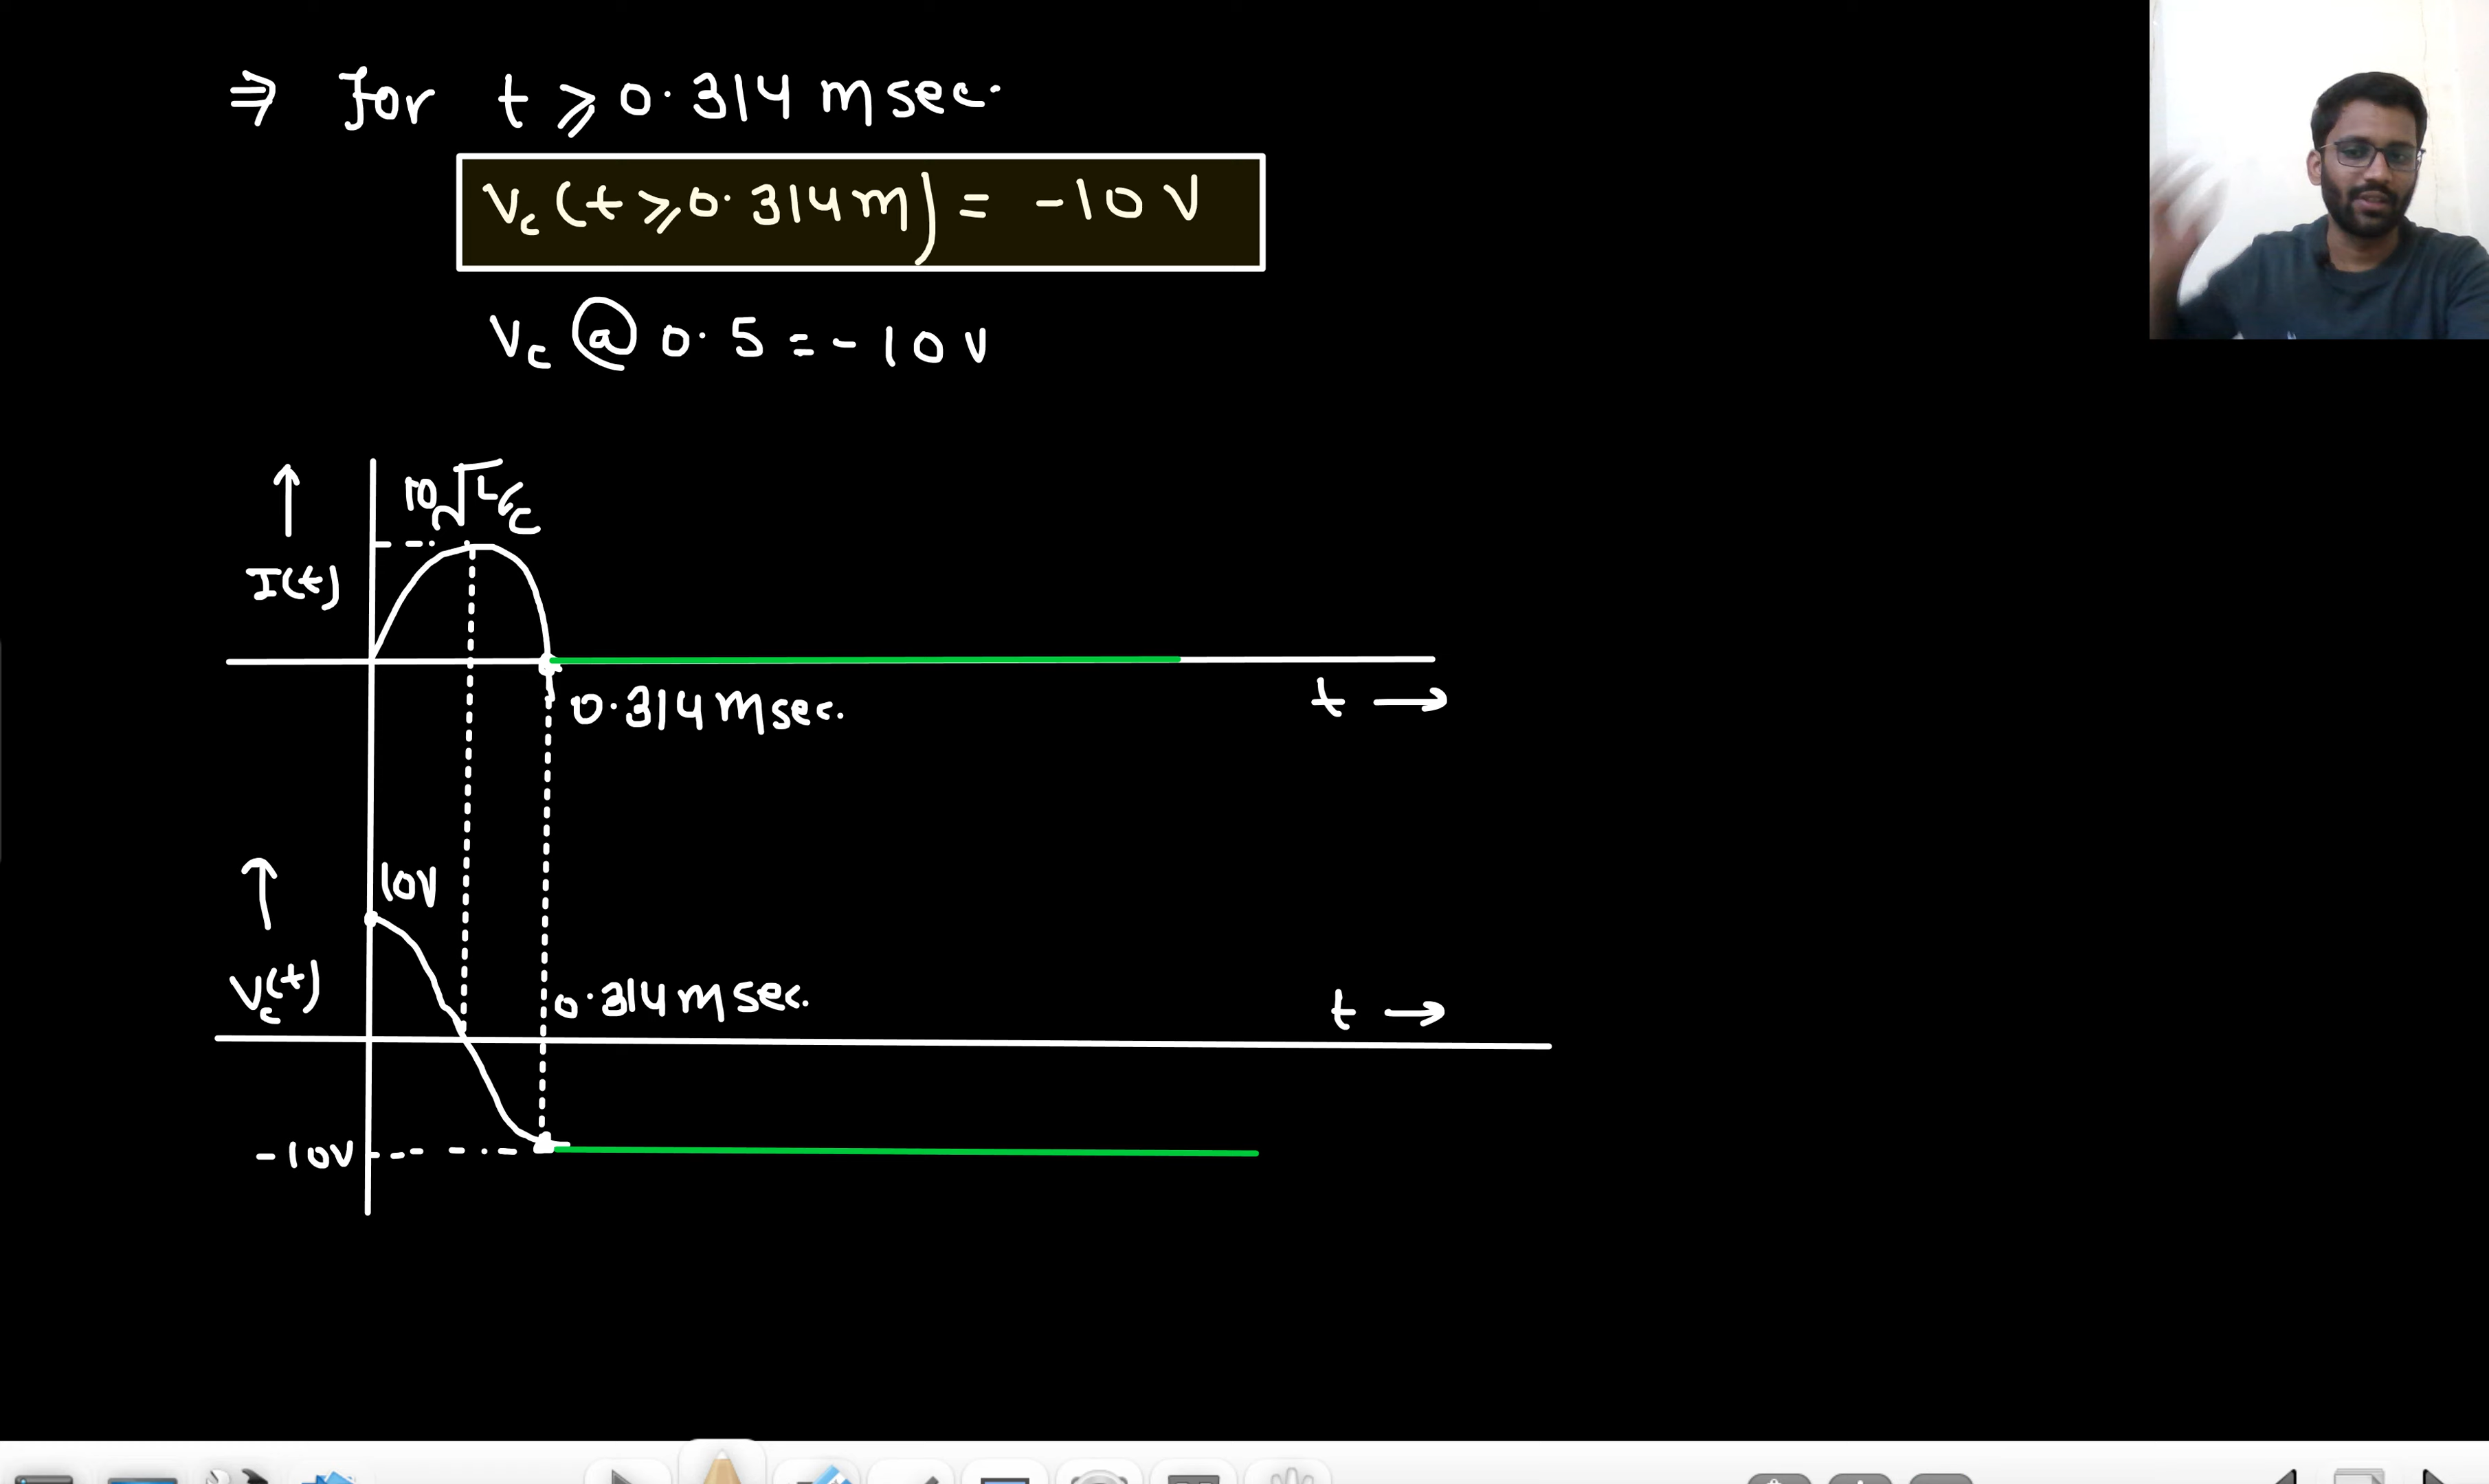 ⇒ for t ⩾ 0.314 msec.
Vc (t ⩾ 0.314m) = -10 V
Vc @ 0.5 = -10 V
10√L/C
I(t)
0.314 msec.
t →
10V
Vc(t)
0.314 msec.
t →
-10V